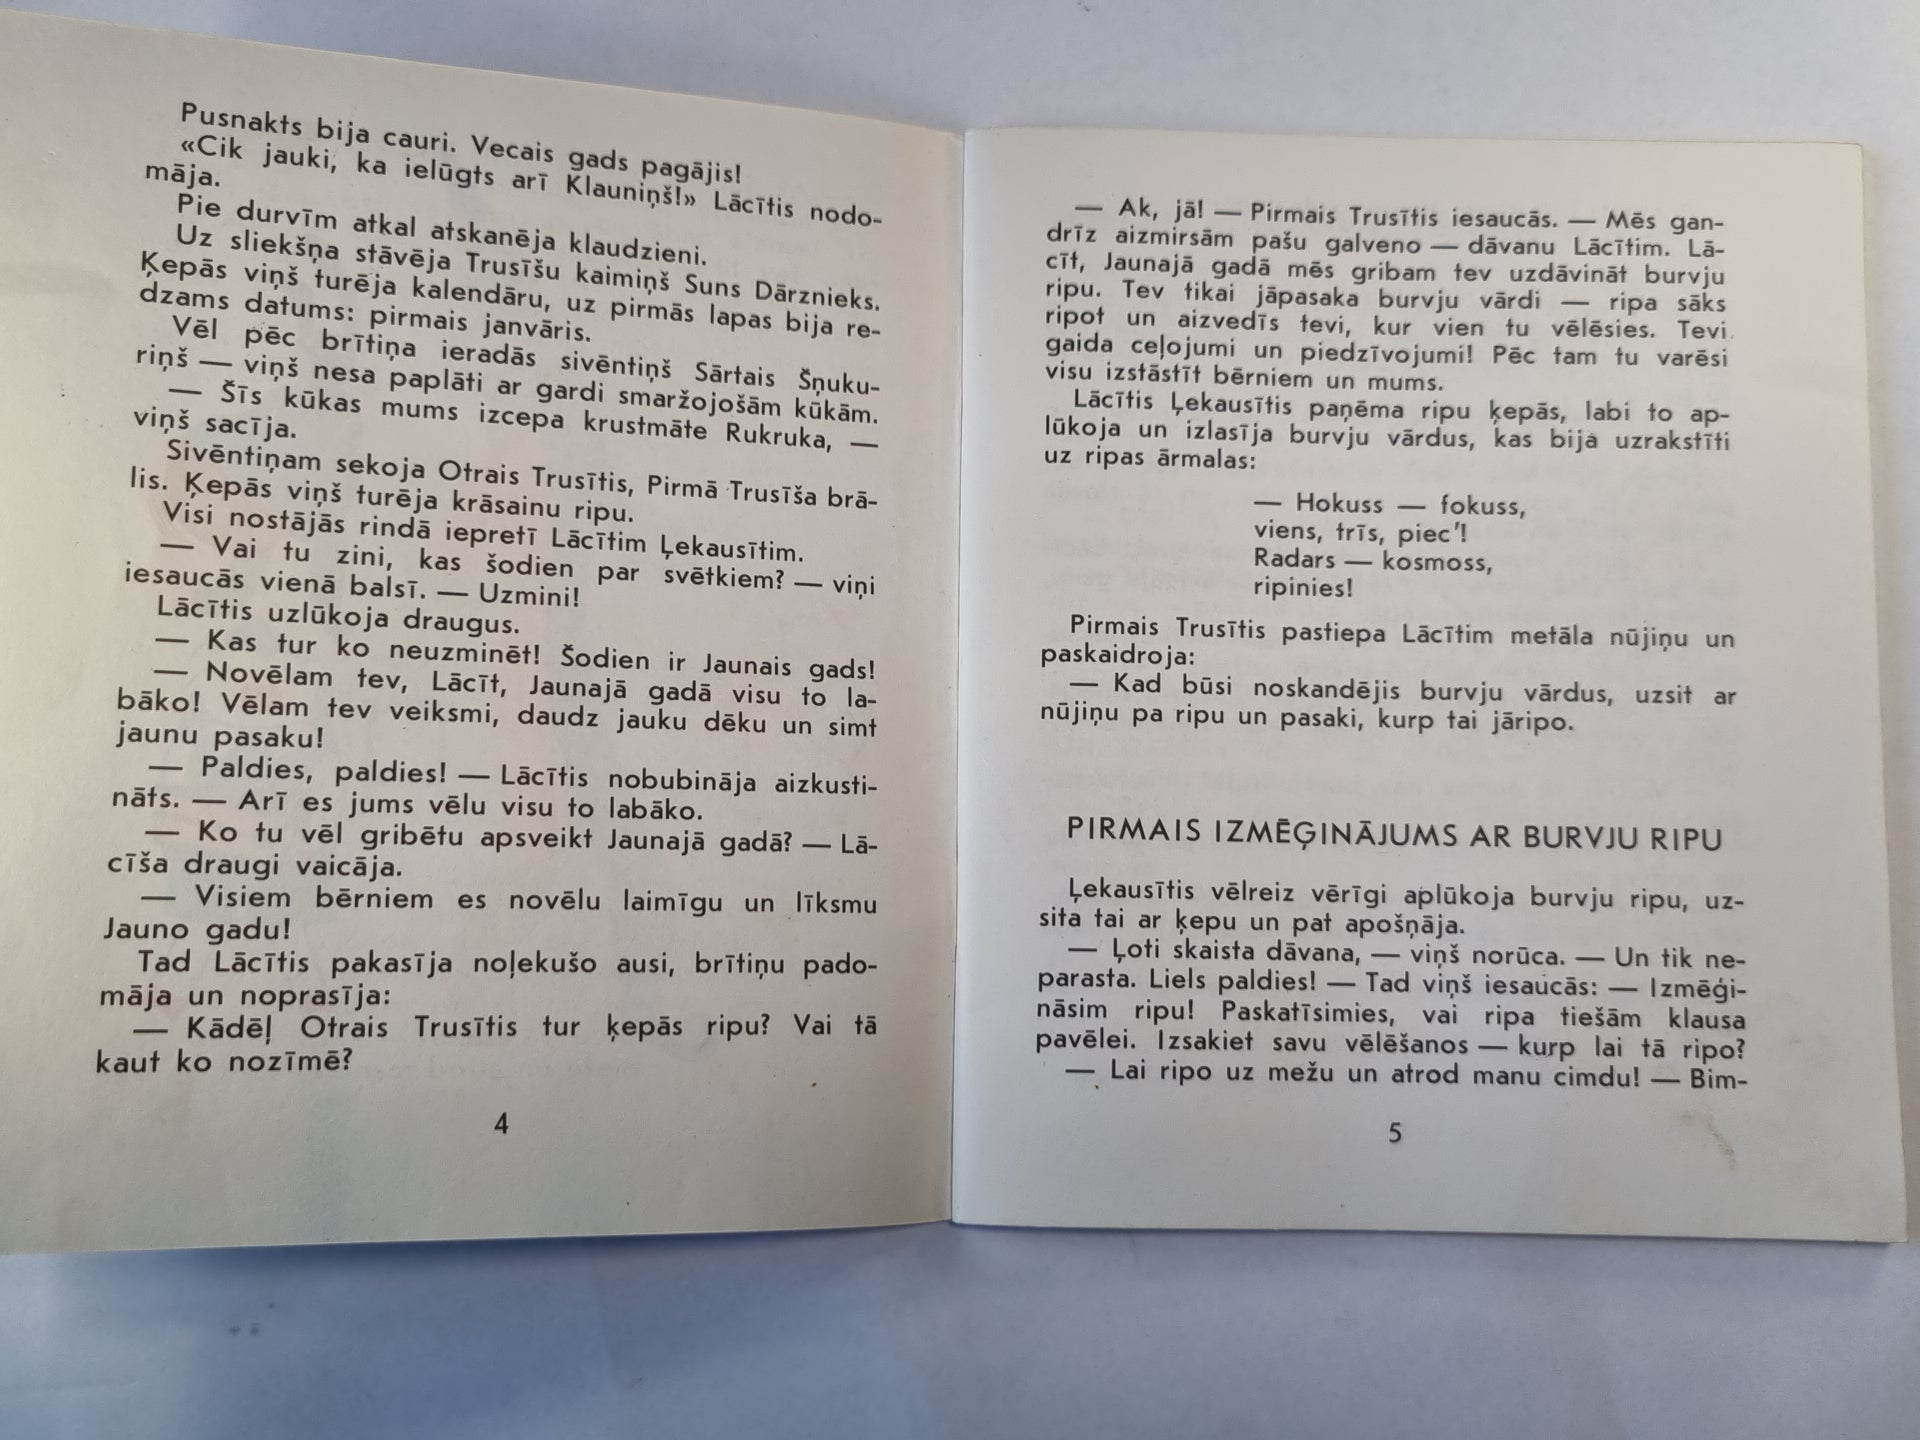 Pusnakts bija cauri. Vecais gads pagājis!
«Cik jauki, ka ielūgts arī Klauniņš!» Lācītis nodo-
māja.
Pie durvīm atkal atskanēja klaudzieni.
Uz sliekšņa stāvēja Trusīšu kaimiņš Suns Dārznieks.
Ķepās viņš turēja kalendāru, uz pirmās lapas bija re-
dzams datums: pirmais janvāris.
Vēl pēc brītiņa ieradās sivēntiņš Sārtais Šņuku-
riņš — viņš nesa paplāti ar gardi smaržojošām kūkām.
— Šīs kūkas mums izcepa krustmāte Rukruka, —
viņš sacīja.
Sivēntiņam sekoja Otrais Trusītis, Pirmā Trusīša brā-
lis. Ķepās viņš turēja krāsainu ripu.
Visi nostājās rindā iepretī Lācītim Ļekausītim.
— Vai tu zini, kas šodien par svētkiem? — viņi
iesaucās vienā balsī. — Uzmini!
Lācītis uzlūkoja draugus.
— Kas tur ko neuzminēt! Šodien ir Jaunais gads!
— Novēlam tev, Lācīt, Jaunajā gadā visu to la-
bāko! Vēlam tev veiksmi, daudz jauku dēku un simt
jaunu pasaku!
— Paldies, paldies! — Lācītis nobubināja aizkusti-
nāts. — Arī es jums vēlu visu to labāko.
— Ko tu vēl gribētu apsveikt Jaunajā gadā? — Lā-
cīša draugi vaicāja.
— Visiem bērniem es novēlu laimīgu un līksmu
Jauno gadu!
Tad Lācītis pakasīja noļekušo ausi, brītiņu pado-
māja un noprasīja:
— Kādēļ Otrais Trusītis tur ķepās ripu? Vai tā
kaut ko nozīmē?
4
— Ak, jā! — Pirmais Trusītis iesaucās. — Mēs gan-
drīz aizmirsām pašu galveno — dāvanu Lācītim. Lā-
cīt, Jaunajā gadā mēs gribam tev uzdāvināt burvju
ripu. Tev tikai jāpasaka burvju vārdi — ripa sāks
ripot un aizvedīs tevi, kur vien tu vēlēsies. Tevi
gaida ceļojumi un piedzīvojumi! Pēc tam tu varēsi
visu izstāstīt bērniem un mums.
Lācītis Ļekausītis paņēma ripu ķepās, labi to ap-
lūkoja un izlasīja burvju vārdus, kas bija uzrakstīti
uz ripas ārmalas:
— Hokuss — fokuss,
viens, trīs, piec'!
Radars — kosmoss,
ripinies!
Pirmais Trusītis pastiepa Lācītim metāla nūjiņu un
paskaidroja:
— Kad būsi noskandējis burvju vārdus, uzsit ar
nūjiņu pa ripu un pasaki, kurp tai jāripo.
PIRMAIS IZMĒĢINĀJUMS AR BURVJU RIPU
Ļekausītis vēlreiz vērīgi aplūkoja burvju ripu, uz-
sita tai ar ķepu un pat apošņāja.
— Ļoti skaista dāvana, — viņš norūca. — Un tik ne-
parasta. Liels paldies! — Tad viņš iesaucās: — Izmēģi-
nāsim ripu! Paskatīsimies, vai ripa tiešām klausa
pavēlei. Izsakiet savu vēlēšanos — kurp lai tā ripo?
— Lai ripo uz mežu un atrod manu cimdu! — Bim-
5